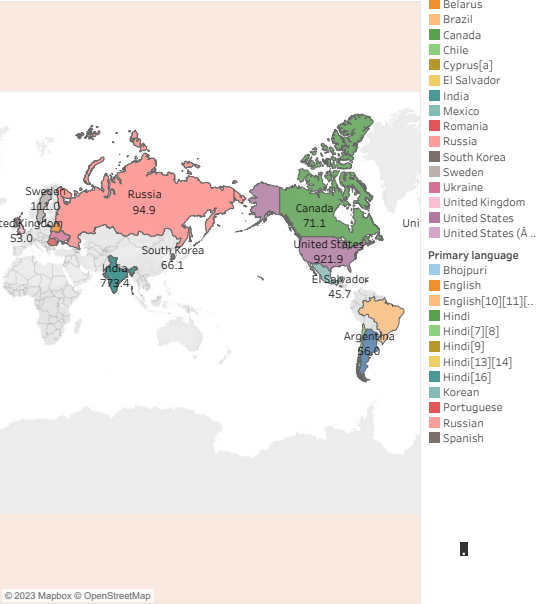 Sweden
111.0
ted Kingdom
53.0
Russia
94.9
South Korea
66.1
India
773.4
Canada
71.1
United States
921.9
El Salvador
45.7
Argentina
56.0
Uni
© 2023 Mapbox © OpenStreetMap
Belarus
Brazil
Canada
Chile
Cyprus[a]
El Salvador
India
Mexico
Romania
Russia
South Korea
Sweden
Ukraine
United Kingdom
United States
United States (Â ..
Primary language
Bhojpuri
English
English[10][11][..
Hindi
Hindi[7][8]
Hindi[9]
Hindi[13][14]
Hindi[16]
Korean
Portuguese
Russian
Spanish